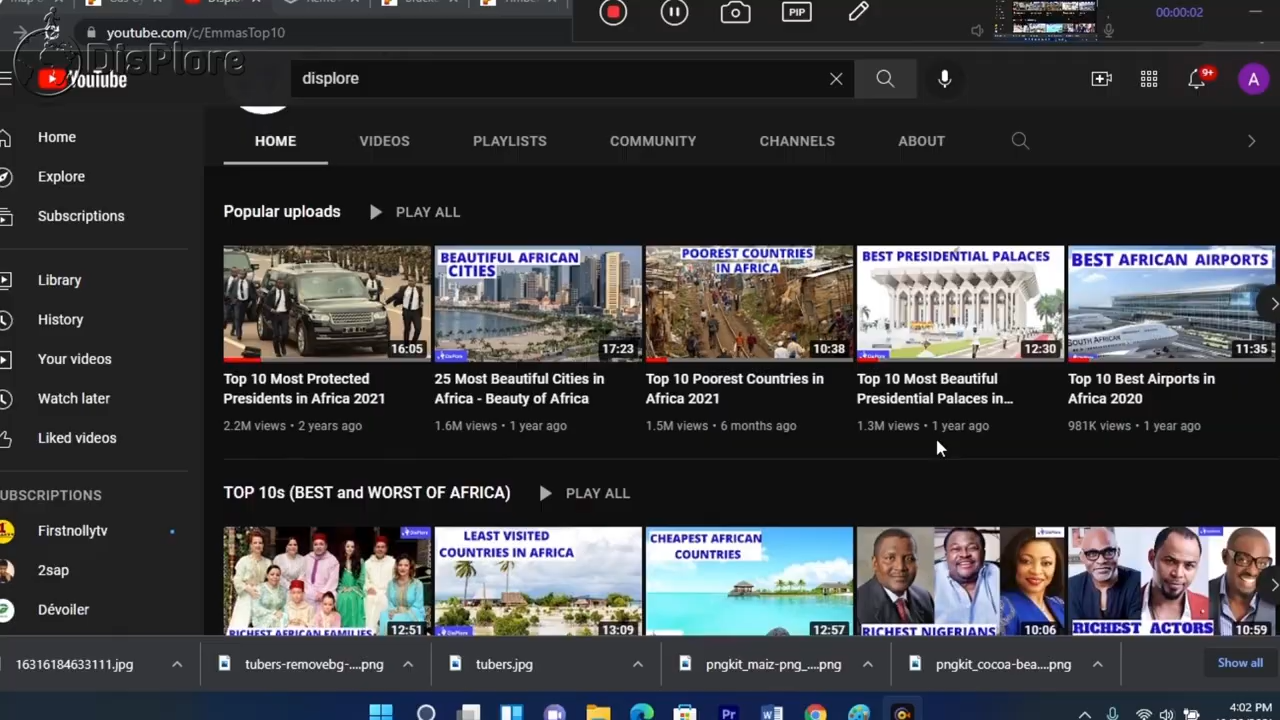 00:00:02
PIP
youtube.com/c/EmmasTop10
DisPlore
YouTube
displore
9+
A
HOME
VIDEOS
PLAYLISTS
COMMUNITY
CHANNELS
ABOUT
Home
Explore
Subscriptions
Library
History
Your videos
Watch later
Liked videos
UBSCRIPTIONS
Firstnollytv
2sap
Dévoiler
Popular uploads
PLAY ALL
16:05
Top 10 Most Protected
Presidents in Africa 2021
2.2M views • 2 years ago
BEAUTIFUL AFRICAN
CITIES
17:23
25 Most Beautiful Cities in
Africa - Beauty of Africa
1.6M views • 1 year ago
POOREST COUNTRIES
IN AFRICA
10:38
Top 10 Poorest Countries in
Africa 2021
1.5M views • 6 months ago
BEST PRESIDENTIAL PALACES
DisPlore
12:30
Top 10 Most Beautiful
Presidential Palaces in...
1.3M views • 1 year ago
BEST AFRICAN AIRPORTS
SOUTH AFRICAN
11:35
Top 10 Best Airports in
Africa 2020
981K views • 1 year ago
TOP 10s (BEST and WORST OF AFRICA)
PLAY ALL
RICHEST AFRICAN FAMILIES
12:51
LEAST VISITED
COUNTRIES IN AFRICA
13:09
CHEAPEST AFRICAN
COUNTRIES
12:57
RICHEST NIGERIANS
10:06
RICHEST ACTORS
10:59
16316184633111.jpg
tubers-removebg-....png
tubers.jpg
pngkit_maiz-png_....png
pngkit_cocoa-bea....png
Show all
Pr
4:02 PM